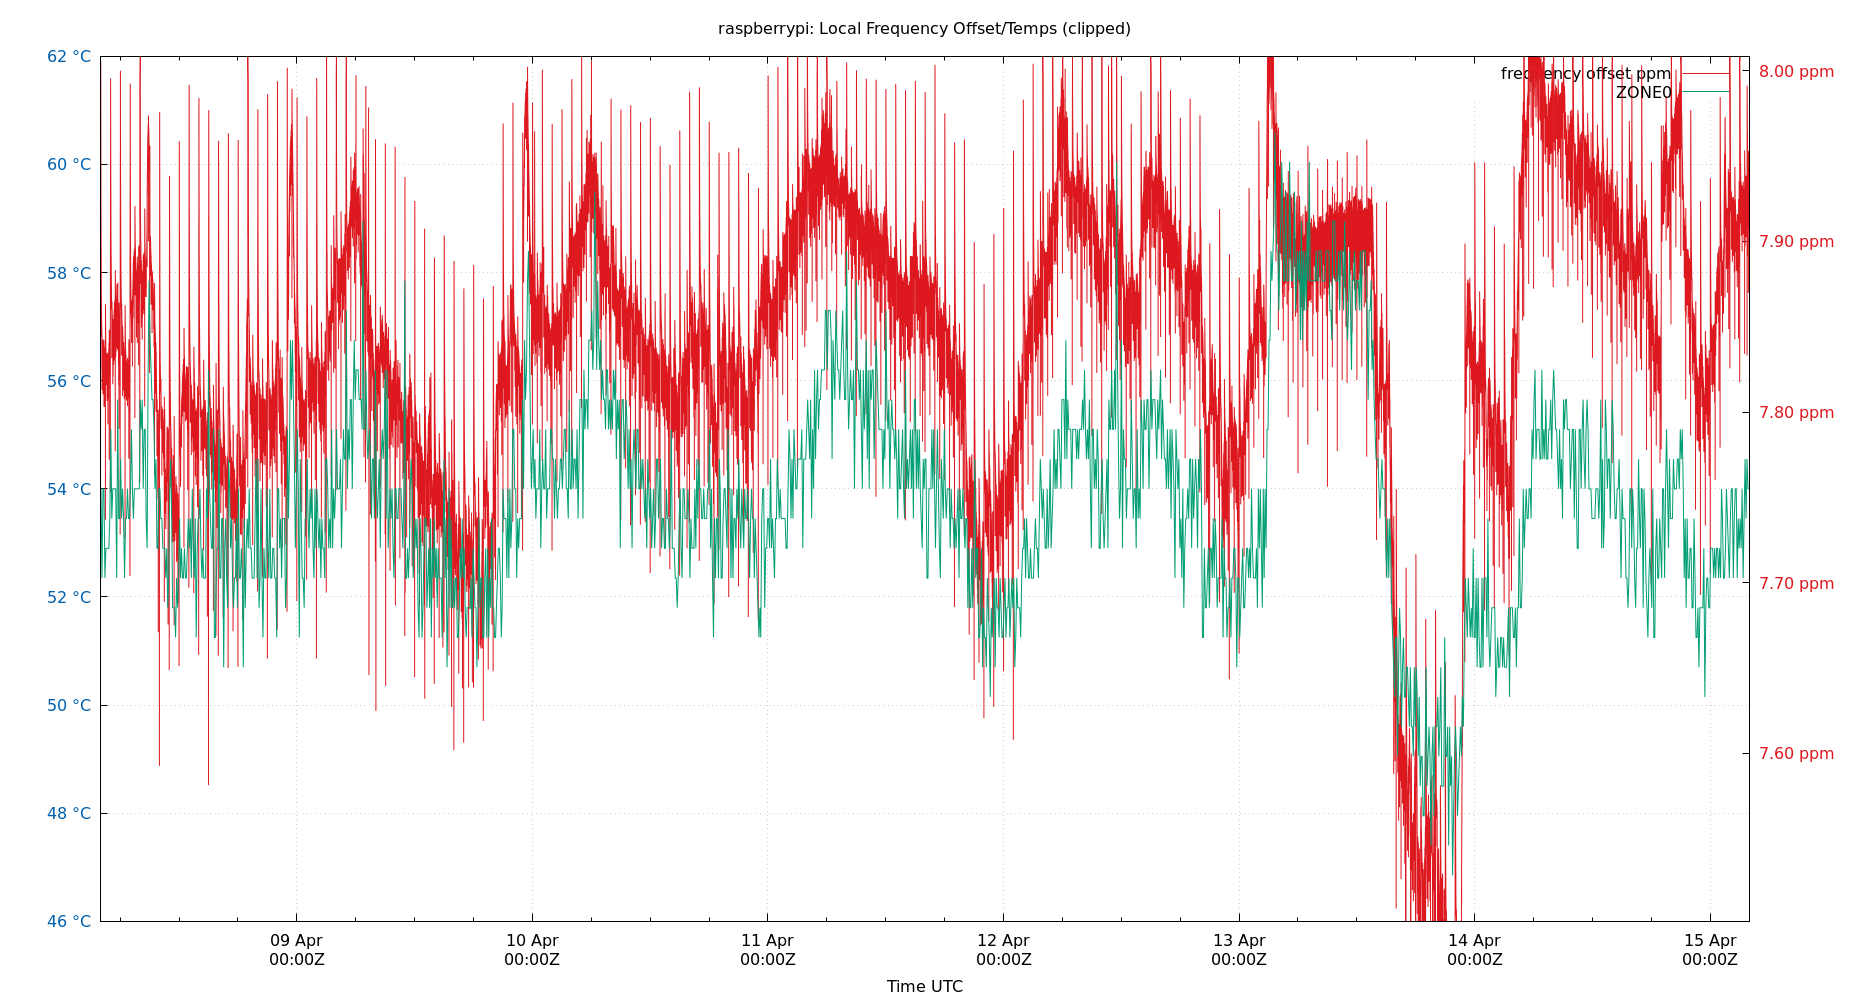 raspberrypi: Local Frequency Offset/Temps (clipped)
62 °C
60 °C
58 °C
56 °C
54 °C
52 °C
50 °C
48 °C
46 °C
frequency offset ppm
ZONE0
8.00 ppm
7.90 ppm
7.80 ppm
7.70 ppm
7.60 ppm
09 Apr
00:00Z
10 Apr
00:00Z
11 Apr
00:00Z
12 Apr
00:00Z
13 Apr
00:00Z
14 Apr
00:00Z
15 Apr
00:00Z
Time UTC